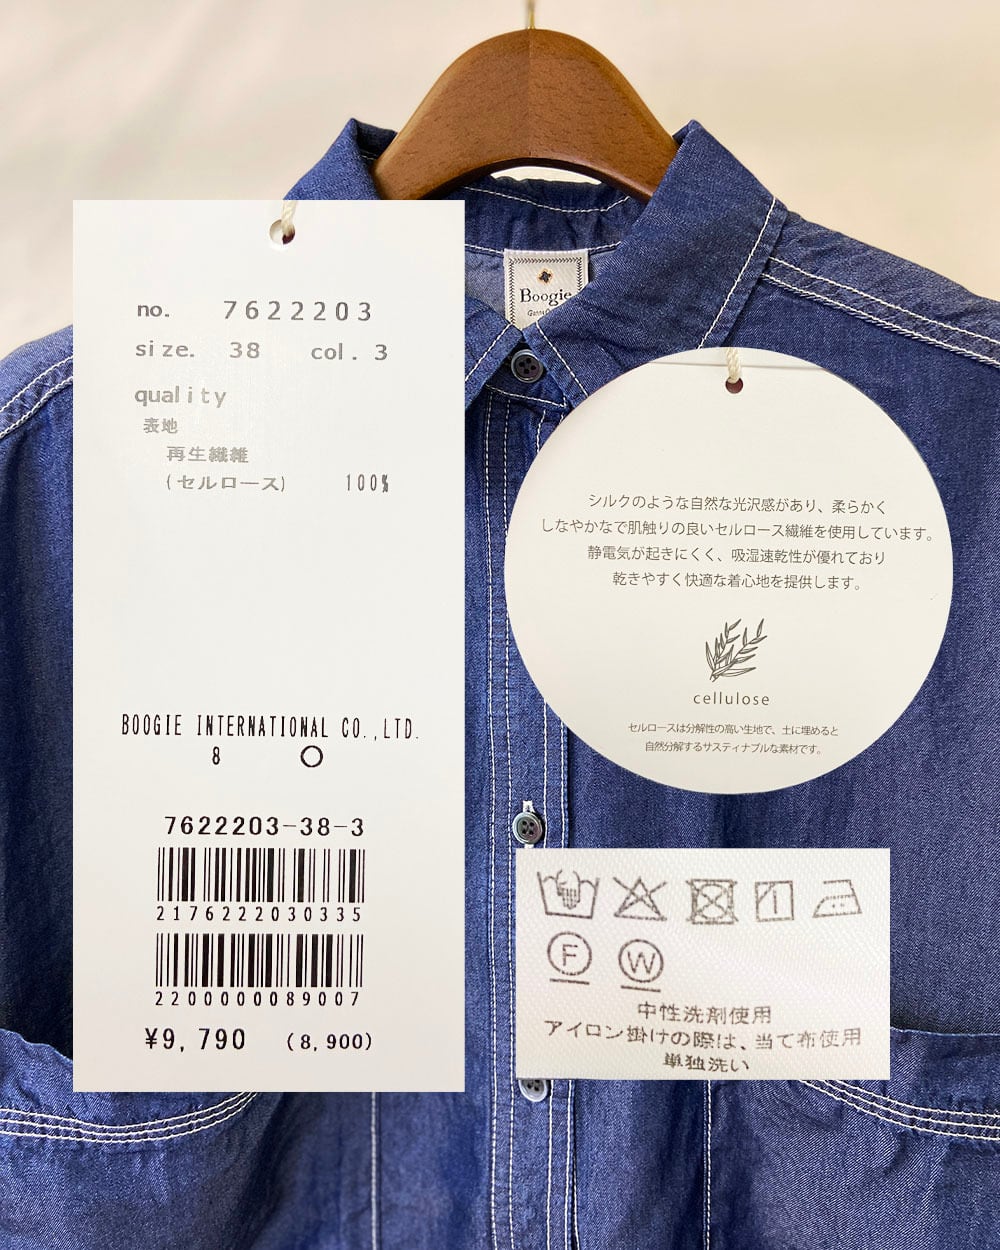 no. 7622203
size. 38 col. 3
quality
表地
再生繊維
(セルロース) 100%
BOOGIE INTERNATIONAL CO.,LTD.
8 ○
7622203-38-3
2176222030335
2200000089007
¥9,790 (8,900)
Boogie
シルクのような自然な光沢感があり、柔らかく
しなやかなで肌触りの良いセルロース繊維を使用しています。
静電気が起きにくく、吸湿速乾性が優れており
乾きやすく快適な着心地を提供します。
cellulose
セルロースは分解性の高い生地で、土に埋めると
自然分解するサスティナブルな素材です。
F W
中性洗剤使用
アイロン掛けの際は、当て布使用
単独洗い